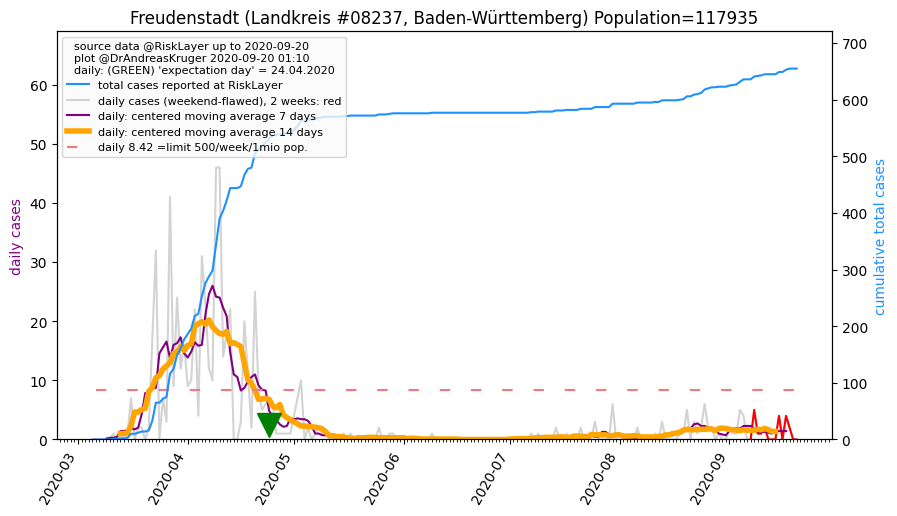 Freudenstadt (Landkreis #08237, Baden-Württemberg) Population=117935
source data @RiskLayer up to 2020-09-20
plot @DrAndreasKruger 2020-09-20 01:10
daily: (GREEN) 'expectation day' = 24.04.2020
total cases reported at RiskLayer
daily cases (weekend-flawed), 2 weeks: red
daily: centered moving average 7 days
daily: centered moving average 14 days
daily 8.42 =limit 500/week/1mio pop.
daily cases
60
50
40
30
20
10
0
cumulative total cases
700
600
500
400
300
200
100
0
2020-03
2020-04
2020-05
2020-06
2020-07
2020-08
2020-09